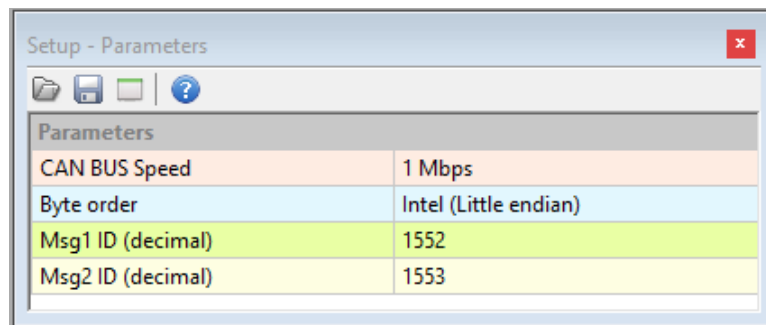 Setup - Parameters
x
?
Parameters
CAN BUS Speed 1 Mbps
Byte order Intel (Little endian)
Msg1 ID (decimal) 1552
Msg2 ID (decimal) 1553